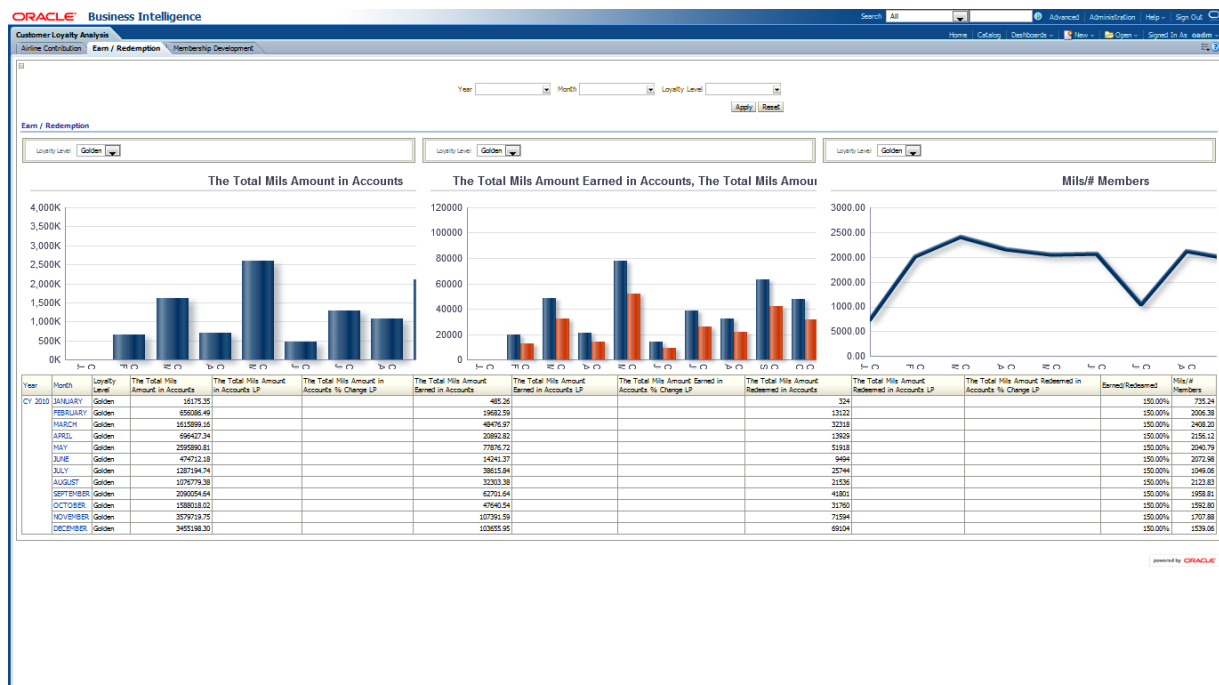 ORACLE Business Intelligence
Search All Advanced Administration Help Sign Out
Customer Loyalty Analysis
Home Catalog Dashboards New Open Signed In As oadm
Airline Contribution Earn / Redemption Membership Development
Year Month Loyalty Level
Apply Reset
Earn / Redemption
Loyalty Level Golden
Loyalty Level Golden
Loyalty Level Golden
The Total Mils Amount in Accounts
4,000K
3,500K
3,000K
2,500K
2,000K
1,500K
1,000K
500K
0K
J. C
F C
M C
A C
M C
J C
J C
A C
The Total Mils Amount Earned in Accounts, The Total Mils Amou
120000
100000
80000
60000
40000
20000
0
J. C
F C
M C
A C
M C
J C
J C
A C
S C
O C
Mils/# Members
3000.00
2500.00
2000.00
1500.00
1000.00
5000.00
0.00
J. C
F C
M C
A C
M C
J C
J C
A C
Year Month Loyalty Level The Total Mils Amount in Accounts The Total Mils Amount in Accounts LP The Total Mils Amount in Accounts % Change LP The Total Mils Amount Earned in Accounts The Total Mils Amount Earned in Accounts LP The Total Mils Amount Earned in Accounts % Change LP The Total Mils Amount Redeemed in Accounts The Total Mils Amount Redeemed in Accounts LP The Total Mils Amount Redeemed in Accounts % Change LP Earned/Redeamed Mils/# Members
CY 2010 JANUARY Golden 16175.35 485.26 324 150.00% 735.24
FEBRUARY Golden 656086.49 19682.59 13122 150.00% 2006.38
MARCH Golden 1615899.16 48476.97 32318 150.00% 2408.20
APRIL Golden 696427.34 20892.82 13929 150.00% 2156.12
MAY Golden 2595890.81 77876.72 51918 150.00% 2040.79
JUNE Golden 474712.18 14241.37 9494 150.00% 2072.98
JULY Golden 1287194.74 38615.84 25744 150.00% 1049.06
AUGUST Golden 1076779.38 32303.38 21536 150.00% 2123.83
SEPTEMBER Golden 2090054.64 62701.64 41801 150.00% 1958.81
OCTOBER Golden 1588018.02 47640.54 31760 150.00% 1592.80
NOVEMBER Golden 3579719.75 107391.59 71594 150.00% 1707.88
DECEMBER Golden 3455198.30 103655.95 69104 150.00% 1539.06
powered by ORACLE